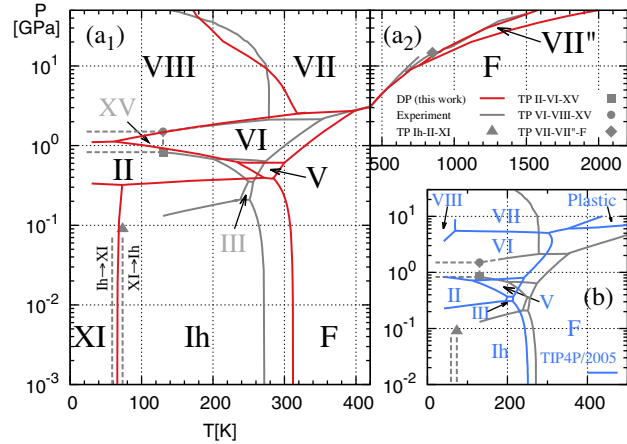 P
[GPa]
(a1)
(a2)
VIII
VII
VII"
F
XV
VI
II
V
III
Ih→XI
XI→Ih
XI
Ih
F
10^1
10^0
10^-1
10^-2
10^-3
0 100 200 300 400
T[K]
500 1000 1500 2000
DP (this work)
Experiment
TP Ih-II-XI
TP II-VI-XV
TP VI-VIII-XV
TP VII-VII"-F
VIII
VII
Plastic
VI
II
V
III
(b)
F
Ih
TIP4P/2005
10^1
10^0
10^-1
10^-2
0 200 400